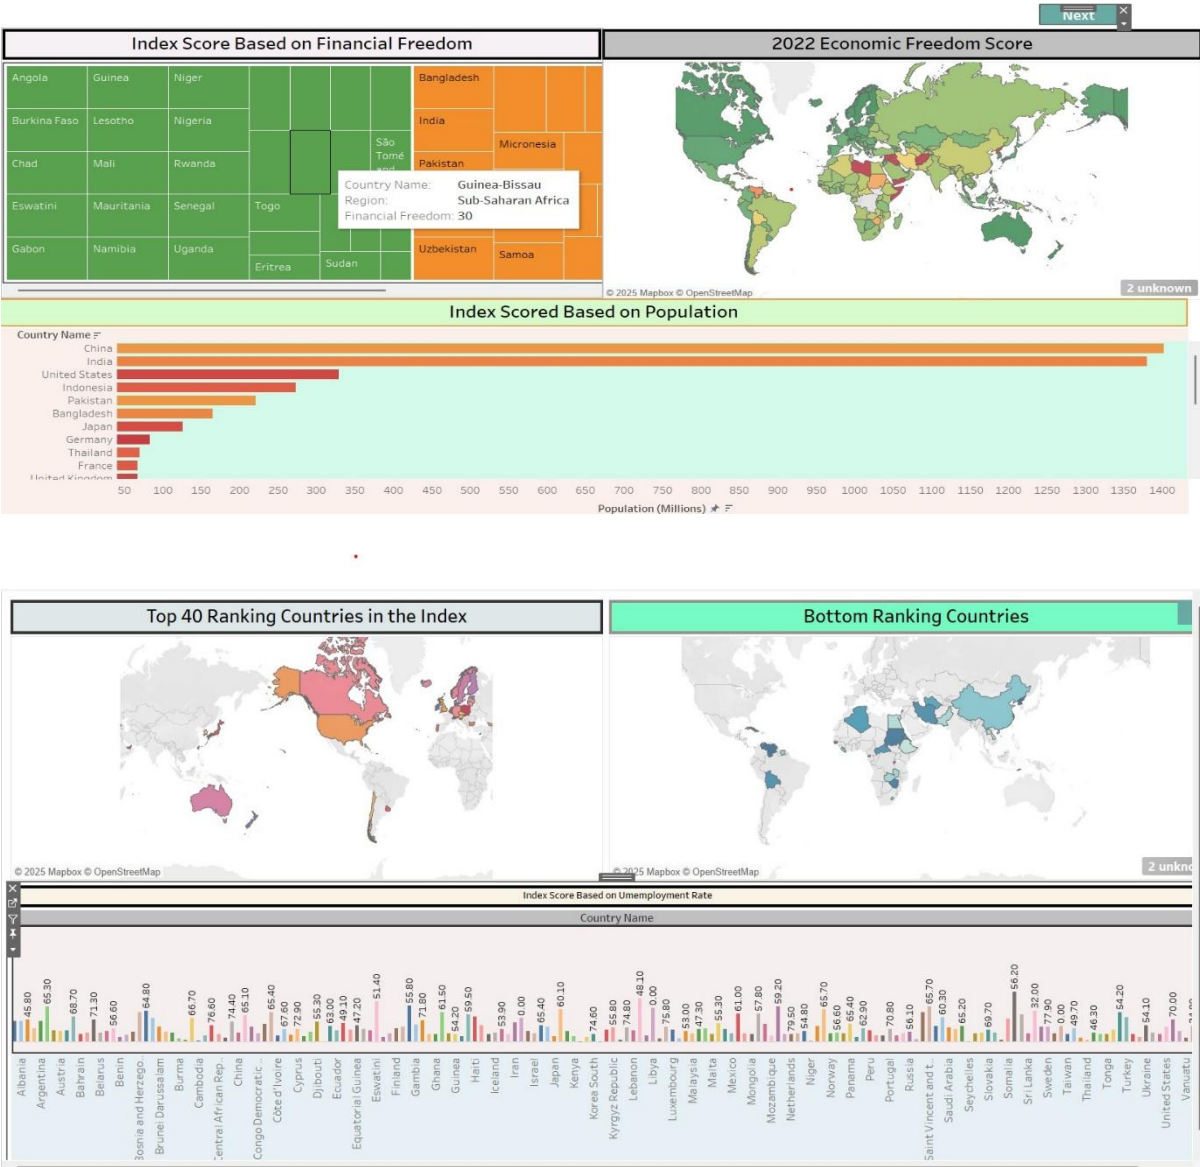 Next
Index Score Based on Financial Freedom
2022 Economic Freedom Score
Angola Guinea Niger Bangladesh
Burkina Faso Lesotho Nigeria India
São Tomé and Micronesia
Chad Mali Rwanda Pakistan
Country Name: Guinea-Bissau
Region: Sub-Saharan Africa
Financial Freedom: 30
Eswatini Mauritania Senegal Togo
Gabon Namibia Uganda Uzbekistan Samoa
Eritrea Sudan
© 2025 Mapbox © OpenStreetMap
2 unknown
Index Scored Based on Population
Country Name
China
India
United States
Indonesia
Pakistan
Bangladesh
Japan
Germany
Thailand
France
United Kingdom
50 100 150 200 250 300 350 400 450 500 550 600 650 700 750 800 850 900 950 1000 1050 1100 1150 1200 1250 1300 1350 1400
Population (Millions)
Top 40 Ranking Countries in the Index
Bottom Ranking Countries
© 2025 Mapbox © OpenStreetMap
© 2025 Mapbox © OpenStreetMap
2 unkno
Index Score Based on Umemployment Rate
Country Name
45.80 65.30 68.70 71.30 56.60 64.80 66.70 76.60 74.40 65.10 65.40 67.60 72.90 55.30 63.00 49.10 47.20 51.40 55.80 71.80 61.50 54.20 59.50 53.90 0.00 65.40 60.10 74.60 55.80 74.80 48.10 0.00 75.80 53.00 47.30 55.30 61.00 57.80 59.20 79.50 54.80 65.70 56.60 65.40 62.90 70.80 56.10 65.70 60.30 65.20 69.70 56.20 32.00 77.90 0.00 49.70 46.30 54.20 54.10 70.00
Albania
Argentina
Austria
Bahrain
Belarus
Benin
Bosnia and Herzego..
Brunei Darussalam
Burma
Cambodia
Central African Rep..
China
Congo Democratic ..
Côte d'Ivoire
Cyprus
Djibouti
Ecuador
Equatorial Guinea
Eswatini
Finland
Gambia
Ghana
Guinea
Haiti
Iceland
Iran
Israel
Japan
Kenya
Korea South
Kyrgyz Republic
Lebanon
Libya
Luxembourg
Malaysia
Malta
Mexico
Mongolia
Mozambique
Netherlands
Niger
Norway
Panama
Peru
Portugal
Russia
Saint Vincent and t..
Saudi Arabia
Seychelles
Slovakia
Somalia
Sri Lanka
Sweden
Taiwan
Thailand
Tonga
Turkey
Ukraine
United States
Vanuatu